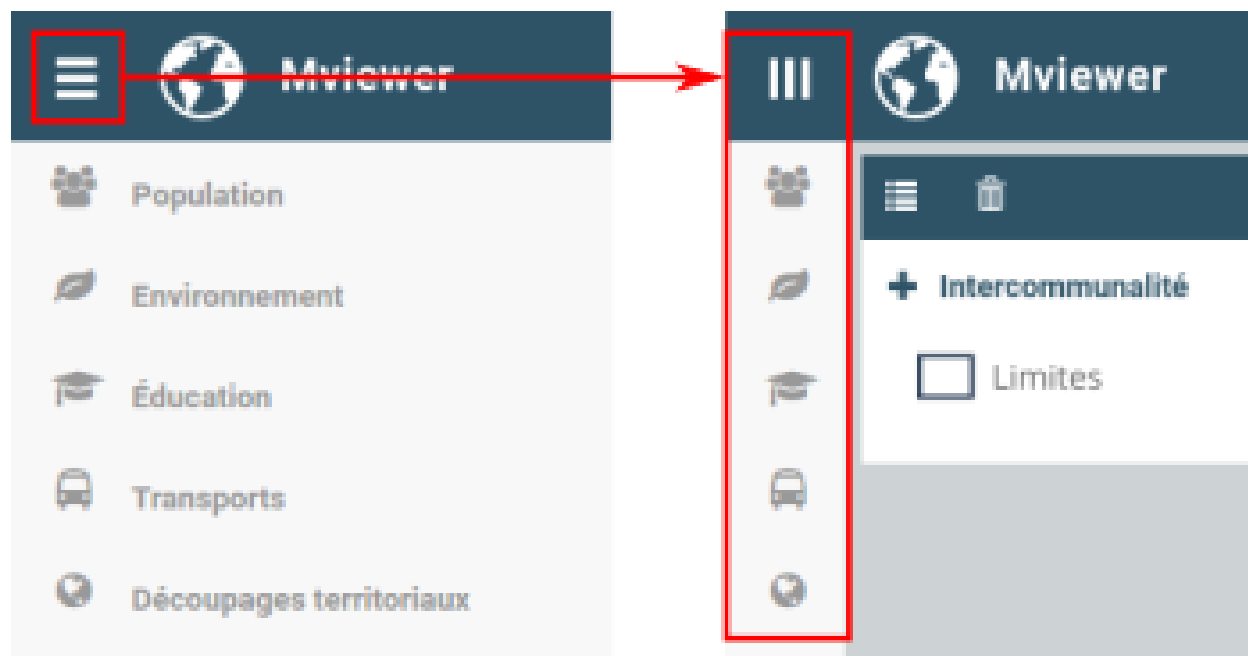 Mviewer
Population
Environnement
Éducation
Transports
Découpages territoriaux
Mviewer
Intercommunalité
Limites